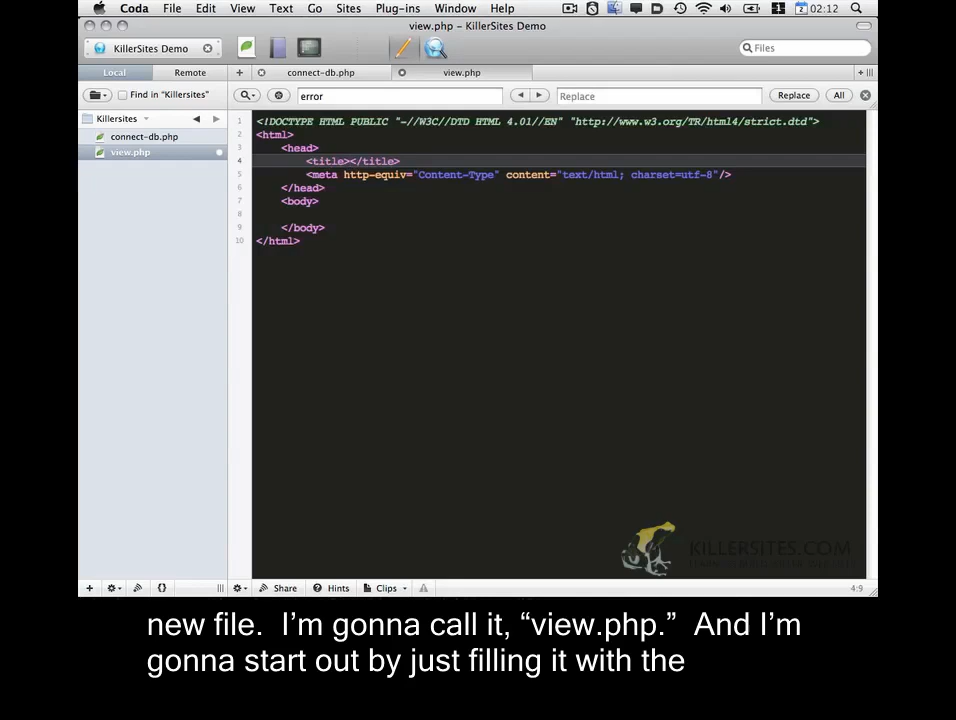 Coda File Edit View Text Go Sites Plug-ins Window Help 02:12
view.php – KillerSites Demo
KillerSites Demo
Files
Local Remote connect-db.php view.php
Find in "Killersites" error Replace Replace All
Killersites
connect-db.php
view.php
1 <!DOCTYPE HTML PUBLIC "-//W3C//DTD HTML 4.01//EN" "http://www.w3.org/TR/html4/strict.dtd">
2 <html>
3 <head>
4 <title></title>
5 <meta http-equiv="Content-Type" content="text/html; charset=utf-8"/>
6 </head>
7 <body>
8
9 </body>
10 </html>
KILLERSITES.COM
Share Hints Clips 4:9
new file. I’m gonna call it, “view.php.” And I’m
gonna start out by just filling it with the